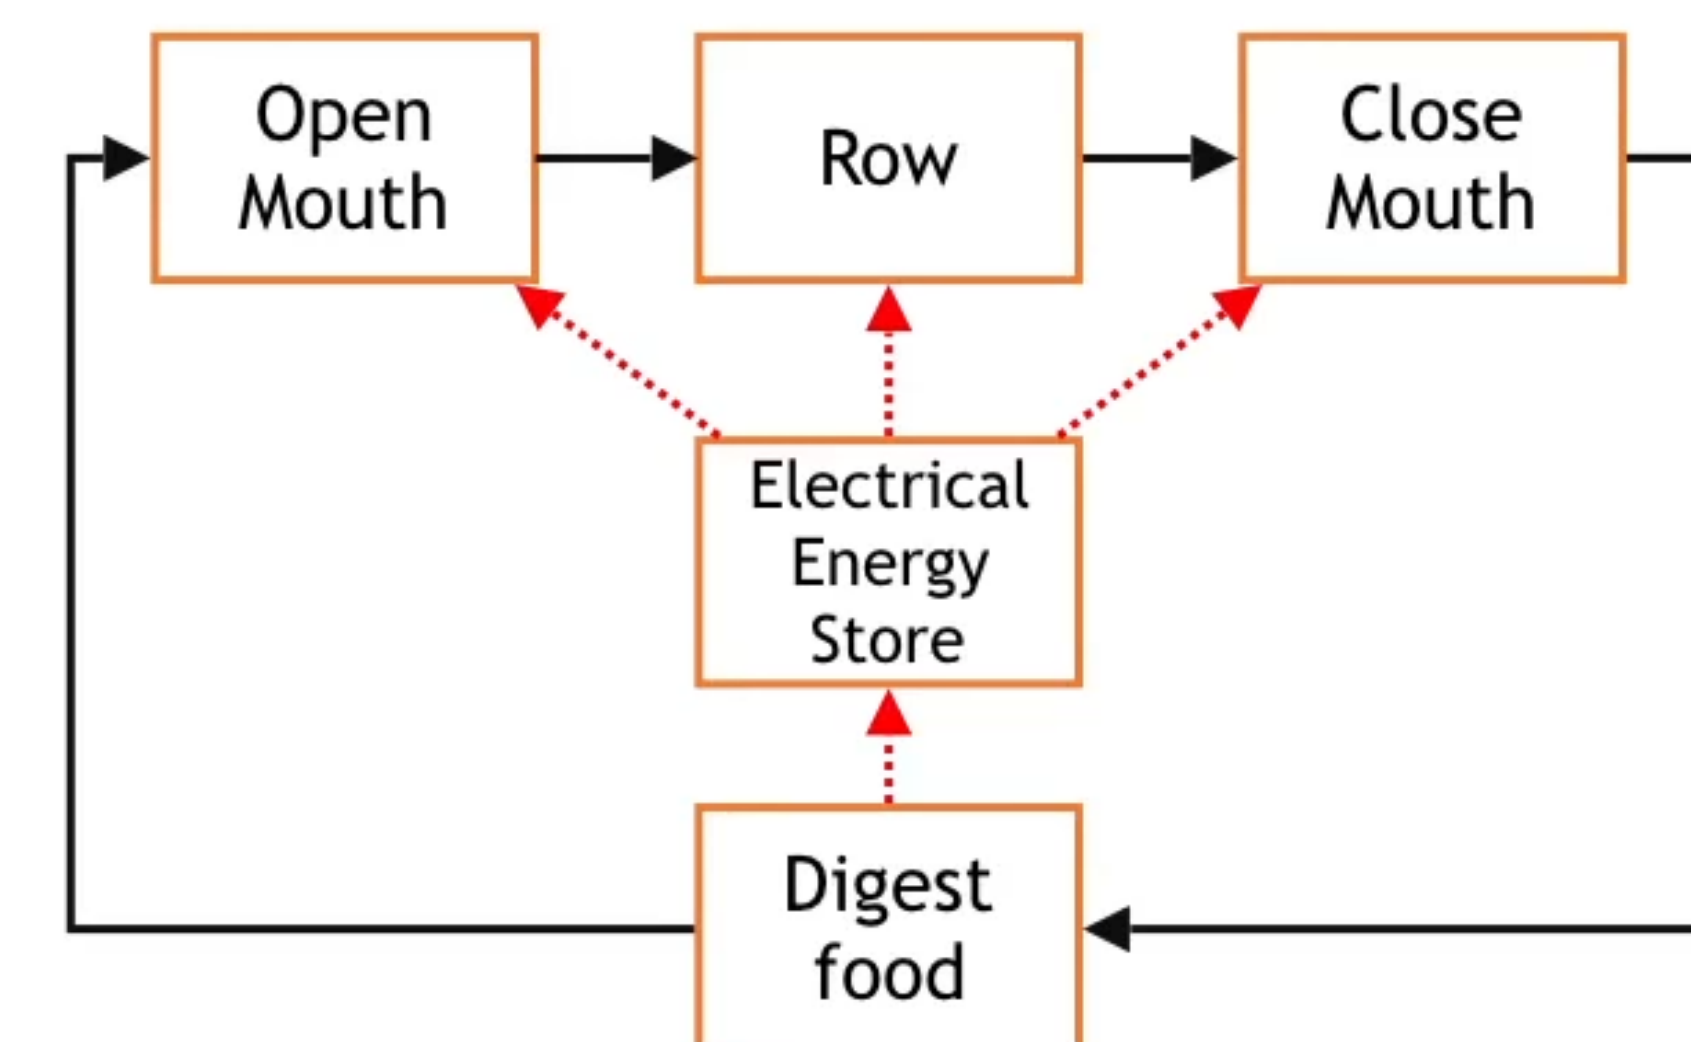 Open
Mouth
Row
Close
Mouth
Electrical
Energy
Store
Digest
food